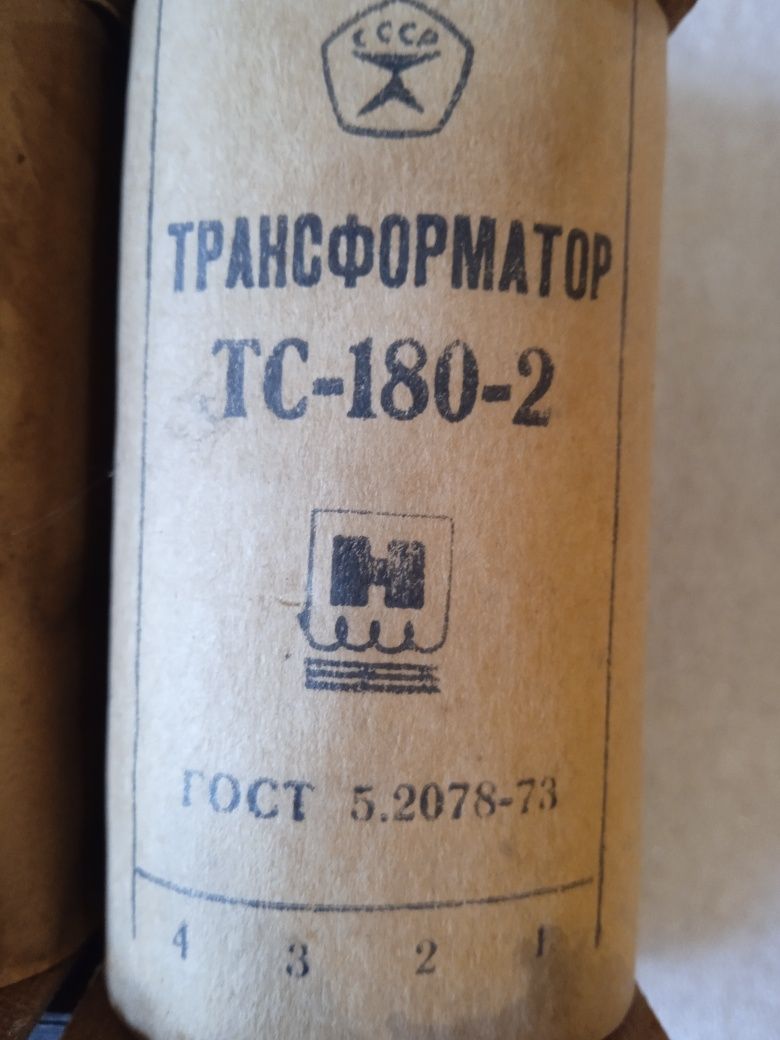 СССР
ТРАНСФОРМАТОР
ТС-180-2
Н
ГОСТ 5.2078-73
4 3 2 1